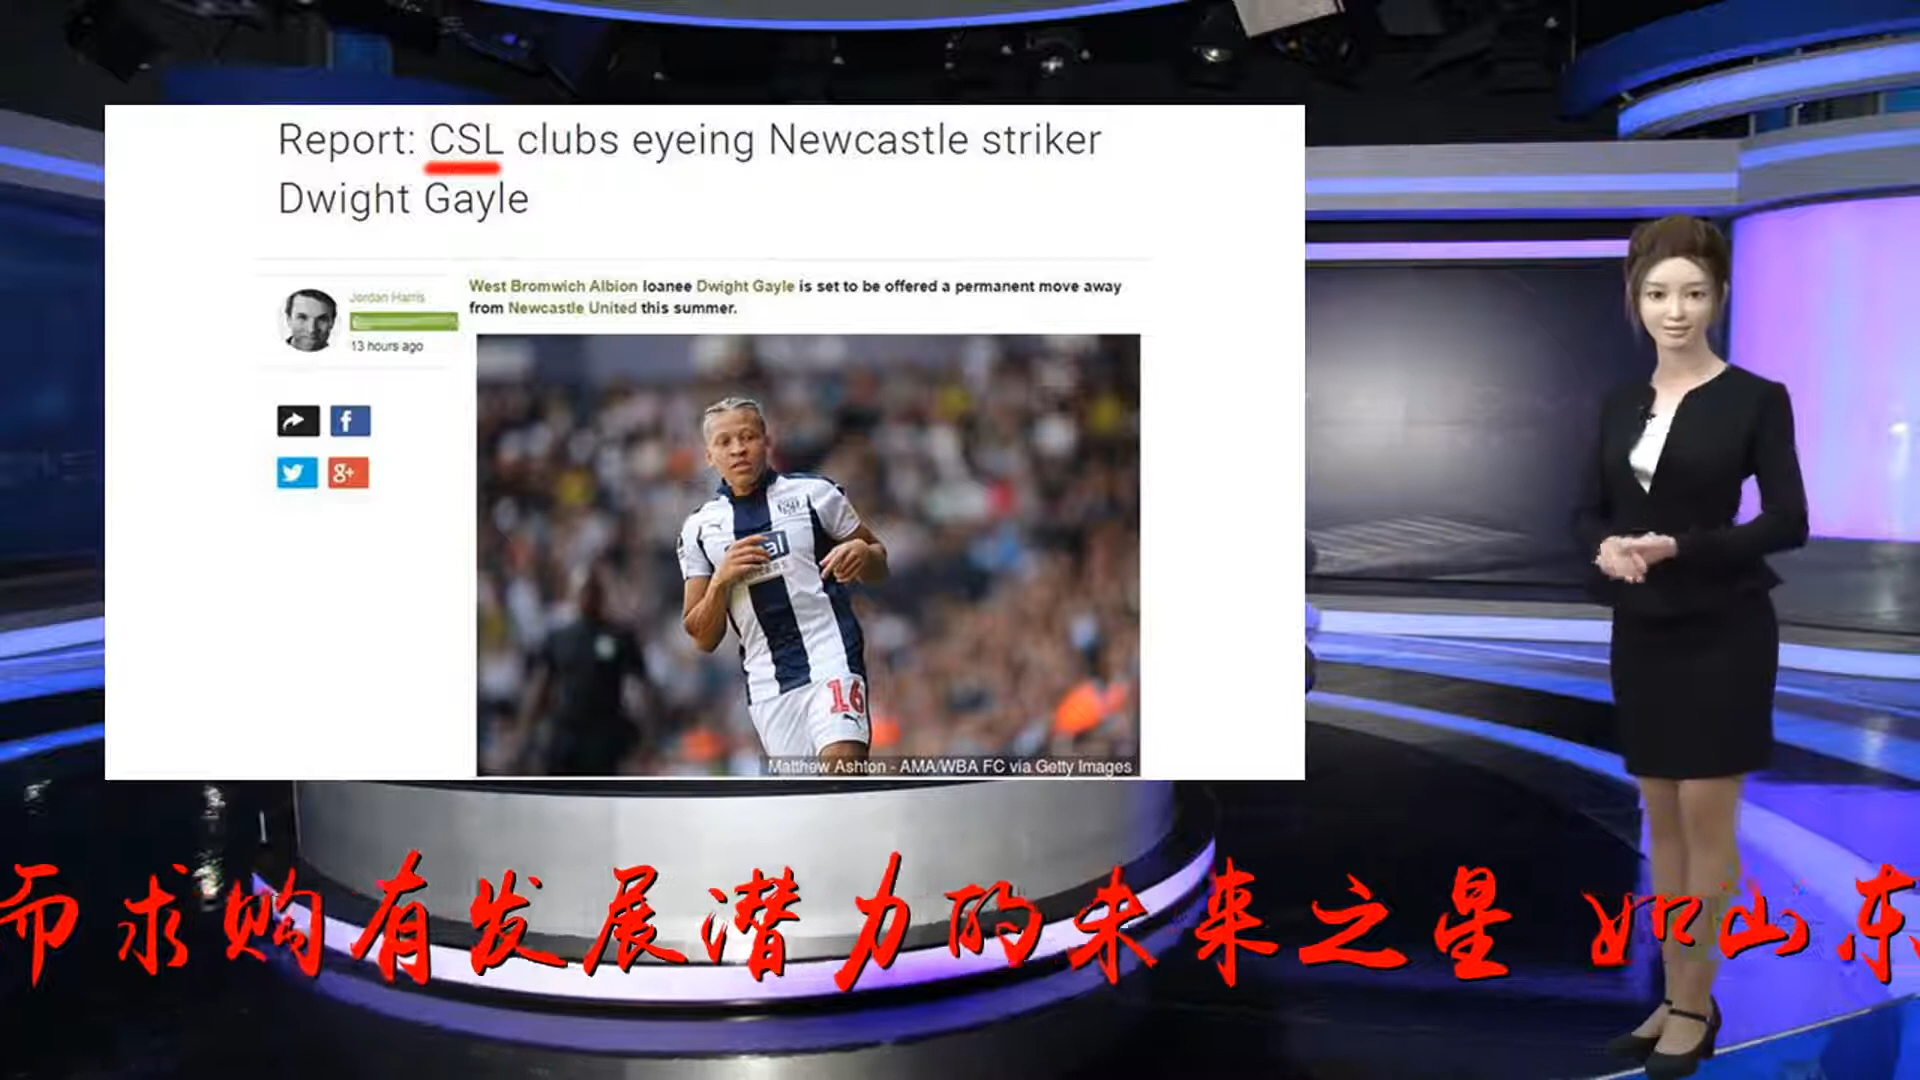 Report: CSL clubs eyeing Newcastle striker
Dwight Gayle
West Bromwich Albion loanee Dwight Gayle is set to be offered a permanent move away
from Newcastle United this summer.
Jordan Harris
13 hours ago
f
g+
16
Matthew Ashton - AMA/WBA FC via Getty Images
而求购有发展潜力的未来之星 如山东